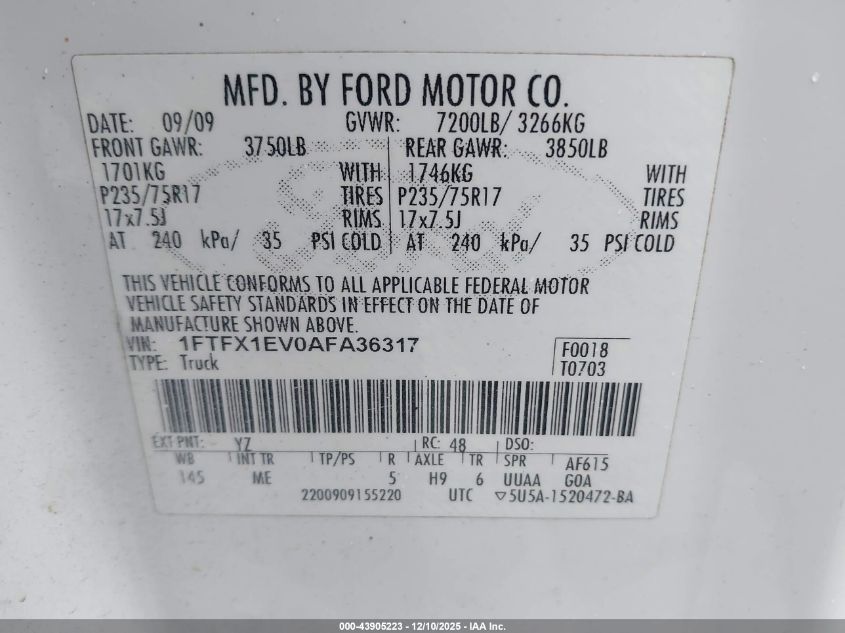 MFD. BY FORD MOTOR CO.
DATE: 09/09 GVWR: 7200LB/ 3266KG
FRONT GAWR: 3750LB REAR GAWR: 3850LB
1701KG WITH 1746KG WITH
P235/75R17 TIRES P235/75R17 TIRES
17x7.5J RIMS 17x7.5J RIMS
AT 240 kPa/ 35 PSI COLD AT 240 kPa/ 35 PSI COLD
THIS VEHICLE CONFORMS TO ALL APPLICABLE FEDERAL MOTOR
VEHICLE SAFETY STANDARDS IN EFFECT ON THE DATE OF
MANUFACTURE SHOWN ABOVE.
VIN: 1FTFX1EV0AFA36317 F0018
TYPE: Truck T0703
EXT PNT: YZ RC: 48 DSO:
WB INT TR TP/PS R AXLE TR SPR AF615
145 ME 5 H9 6 UUAA GOA
2200909155220 UTC ▽5U5A-1520472-BA
000-43905223 - 12/10/2025 - IAA Inc.